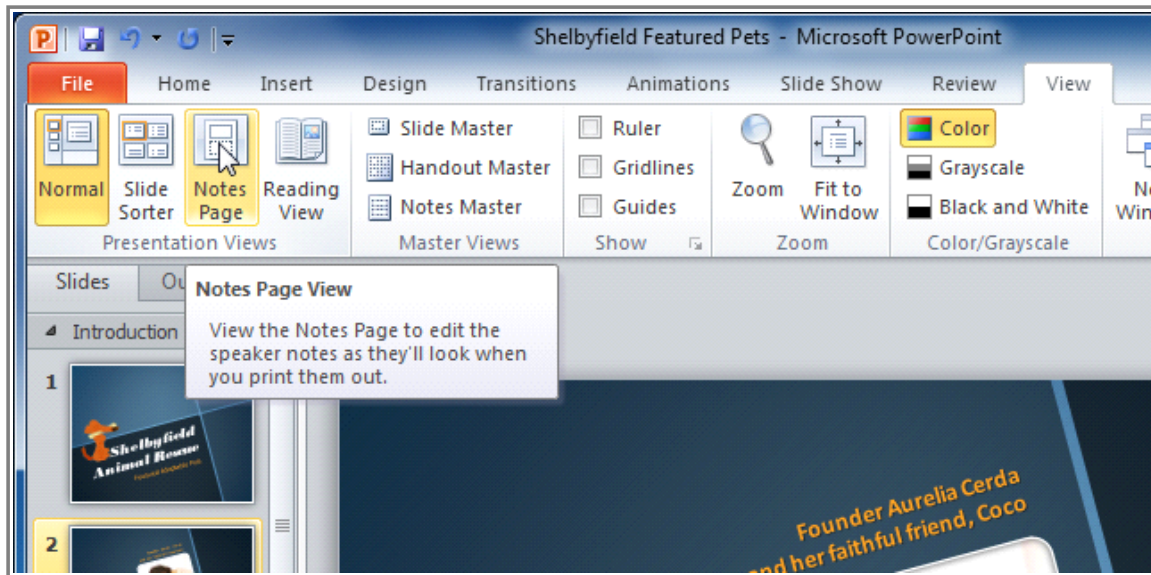 Shelbyfield Featured Pets - Microsoft PowerPoint
File Home Insert Design Transitions Animations Slide Show Review View
Normal
Slide Sorter
Notes Page
Reading View
Presentation Views
Slide Master
Handout Master
Notes Master
Master Views
Ruler
Gridlines
Guides
Show
Zoom
Fit to Window
Zoom
Color
Grayscale
Black and White
Color/Grayscale
Slides
Notes Page View
View the Notes Page to edit the
speaker notes as they'll look when
you print them out.
Introduction
1
Shelbyfield
Animal Rescue
2
Founder Aurelia Cerda
and her faithful friend, Coco